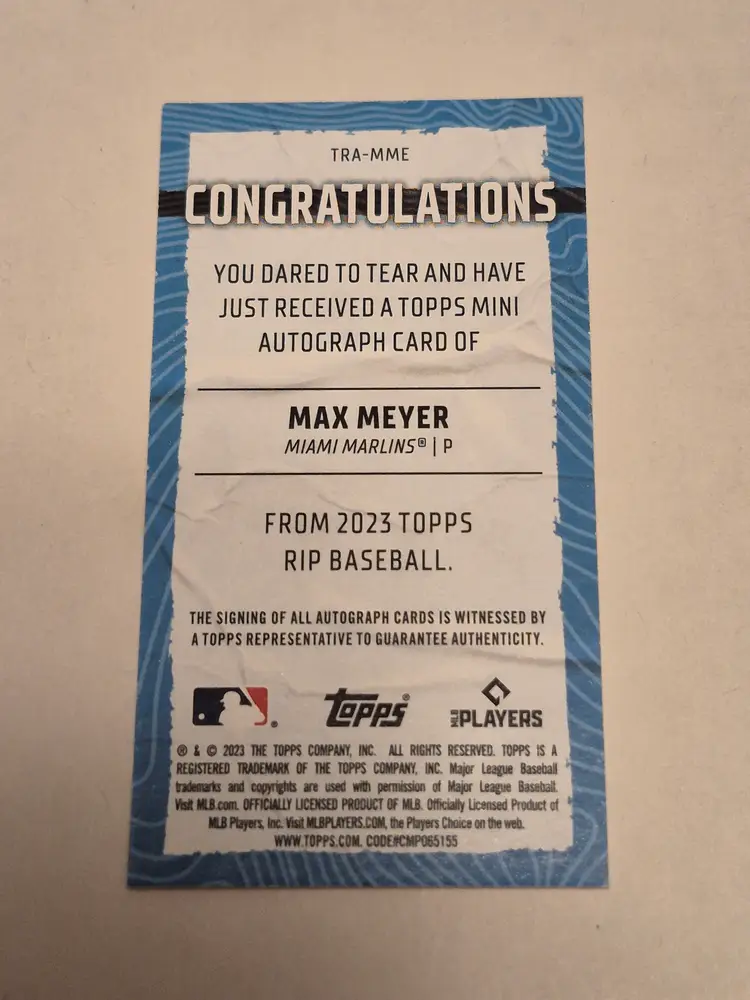 TRA-MME
CONGRATULATIONS
YOU DARED TO TEAR AND HAVE
JUST RECEIVED A TOPPS MINI
AUTOGRAPH CARD OF
MAX MEYER
MIAMI MARLINS® | P
FROM 2023 TOPPS
RIP BASEBALL.
THE SIGNING OF ALL AUTOGRAPH CARDS IS WITNESSED BY
A TOPPS REPRESENTATIVE TO GUARANTEE AUTHENTICITY.
® Topps® MLB PLAYERS
® & © 2023 THE TOPPS COMPANY, INC. ALL RIGHTS RESERVED. TOPPS IS A
REGISTERED TRADEMARK OF THE TOPPS COMPANY, INC. Major League Baseball
trademarks and copyrights are used with permission of Major League Baseball.
Visit MLB.com. OFFICIALLY LICENSED PRODUCT OF MLB. Officially Licensed Product of
MLB Players, Inc. Visit MLBPLAYERS.COM, the Players Choice on the web.
WWW.TOPPS.COM. CODE#CMP065155